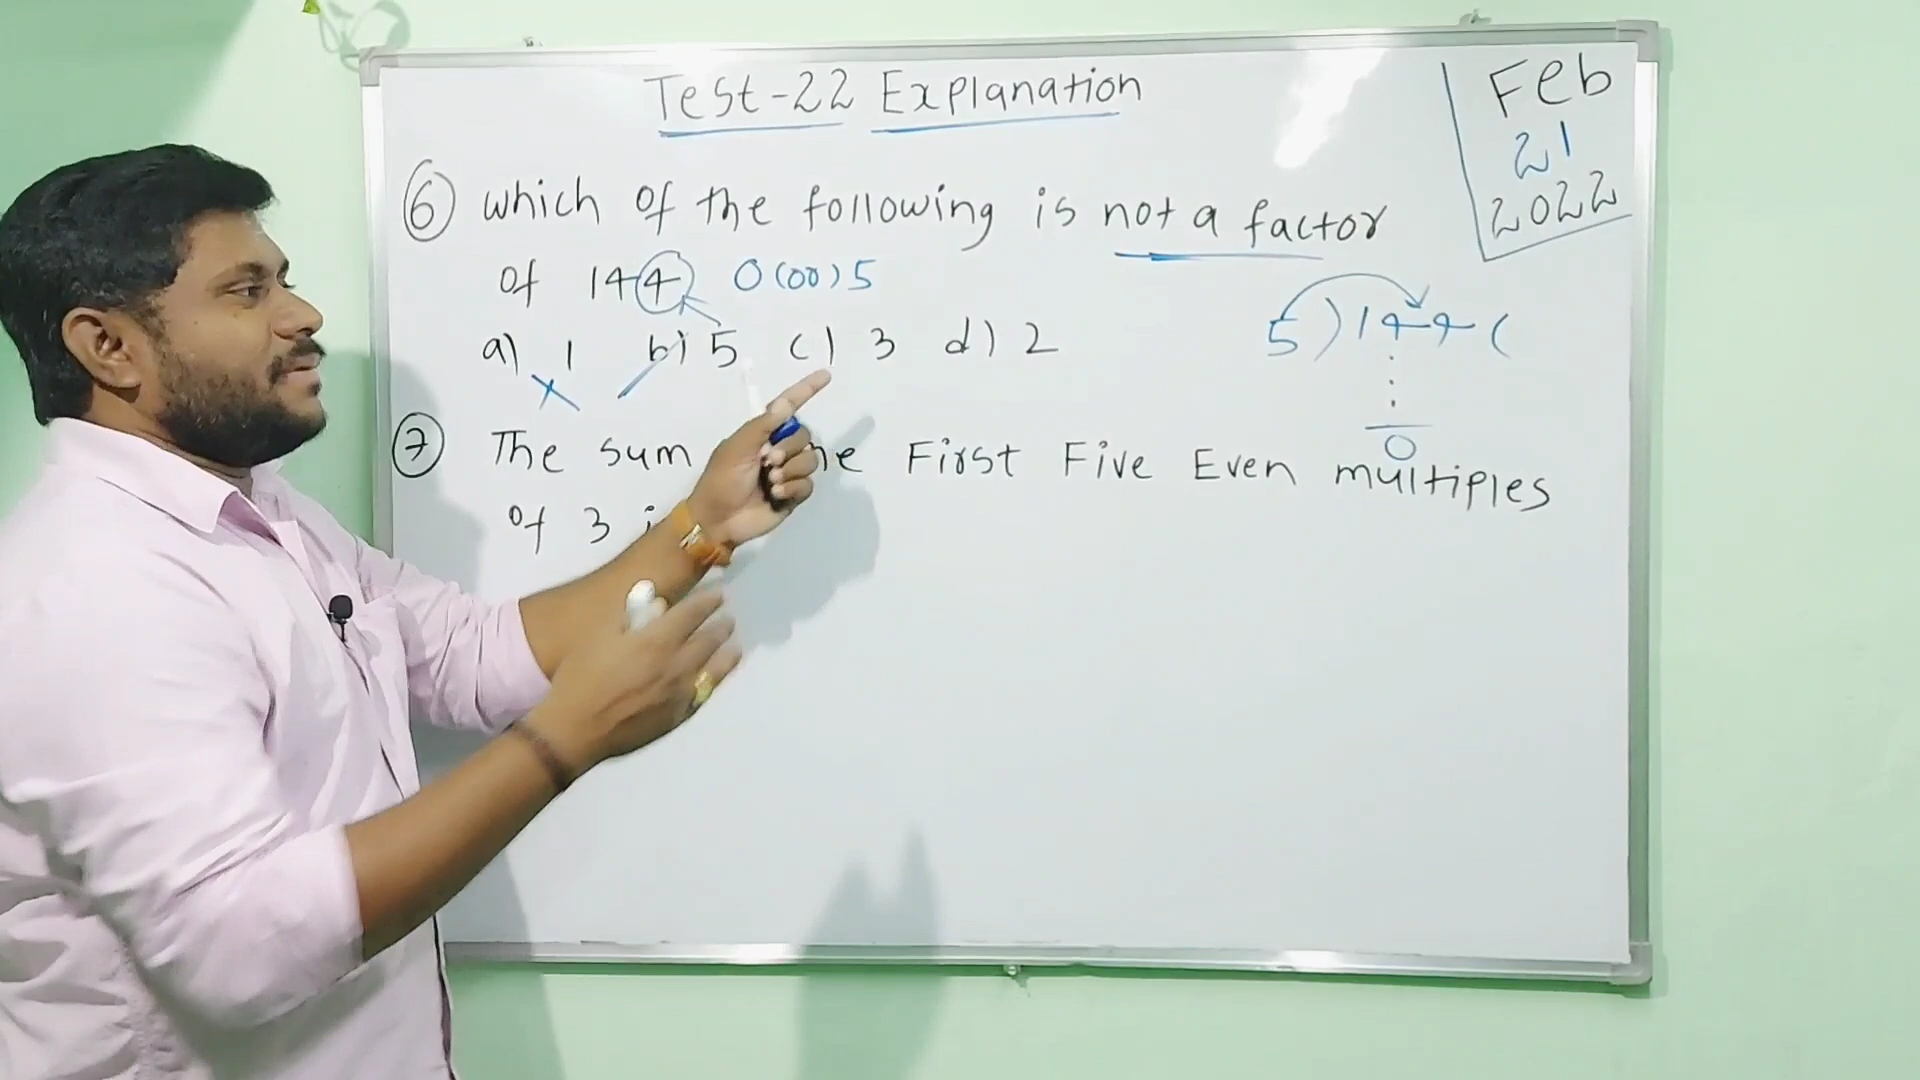 Test-22 Explanation
Feb
21
2022
6 which of the following is not a factor
of 144 0 (or) 5
a) 1 b) 5 c) 3 d) 2
5 ) 144 (
0
7 The sum First Five Even multiples
of 3